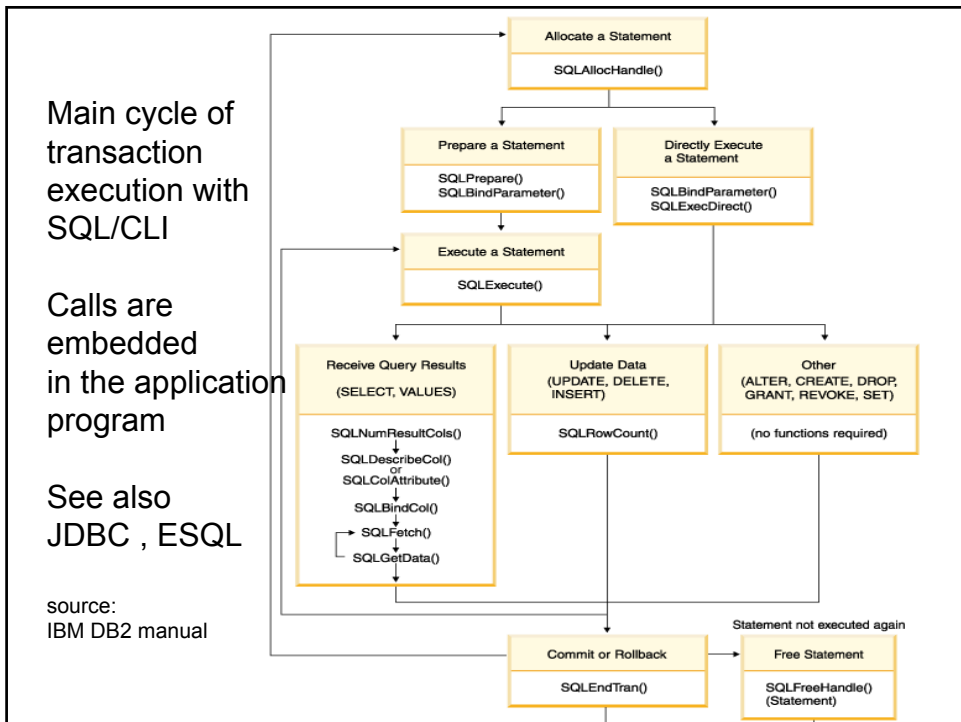 Main cycle of
transaction
execution with
SQL/CLI
Calls are
embedded
in the application
program
See also
JDBC , ESQL
source:
IBM DB2 manual
Allocate a Statement
SQLAllocHandle()
Prepare a Statement
SQLPrepare()
SQLBindParameter()
Directly Execute
a Statement
SQLBindParameter()
SQLExecDirect()
Execute a Statement
SQLExecute()
Receive Query Results
(SELECT, VALUES)
SQLNumResultCols()
SQLDescribeCol()
or
SQLColAttribute()
SQLBindCol()
SQLFetch()
SQLGetData()
Update Data
(UPDATE, DELETE,
INSERT)
SQLRowCount()
Other
(ALTER, CREATE, DROP,
GRANT, REVOKE, SET)
(no functions required)
Statement not executed again
Commit or Rollback
SQLEndTran()
Free Statement
SQLFreeHandle()
(Statement)